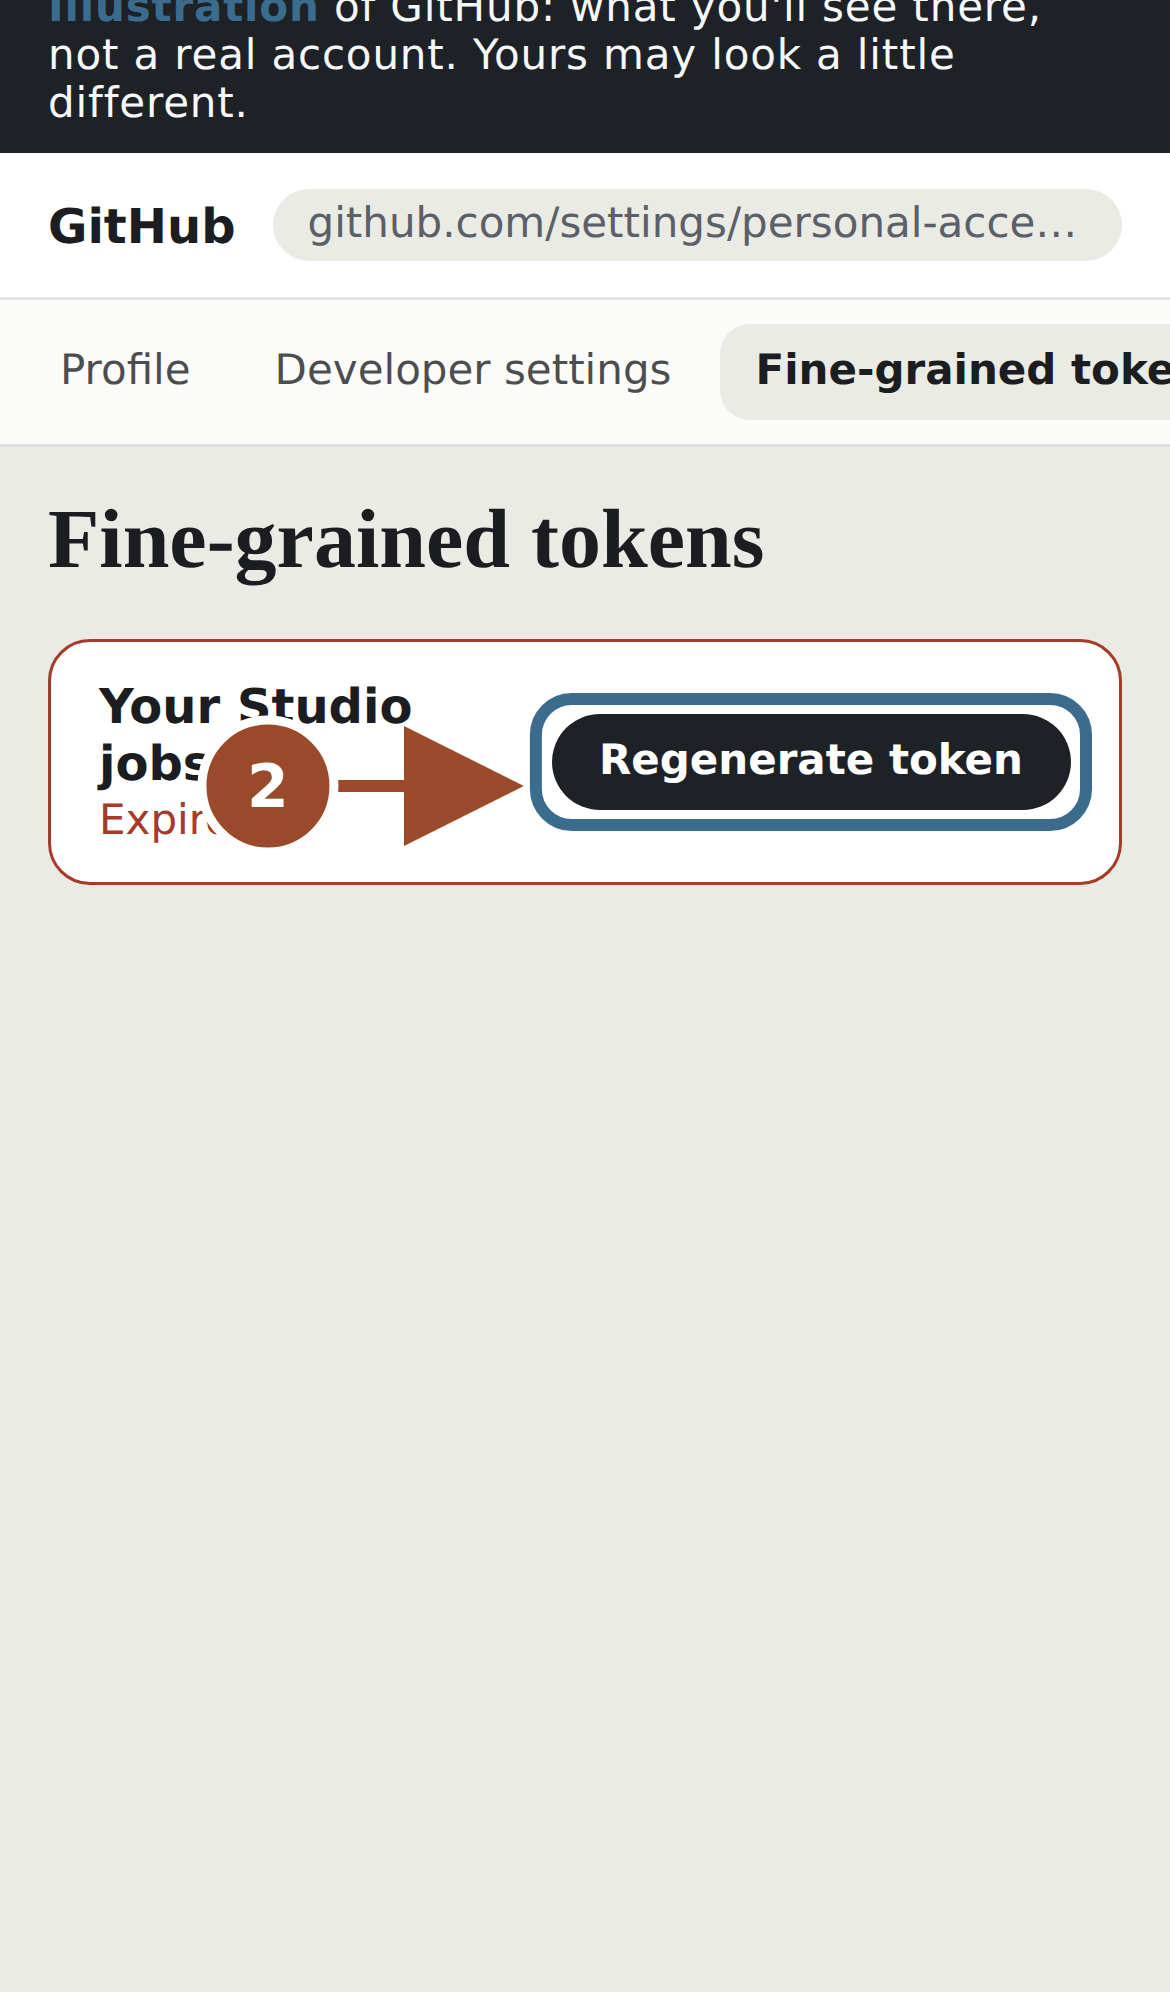 Illustration of GitHub: what you'll see there,
not a real account. Yours may look a little
different.
GitHub
github.com/settings/personal-acce…
Profile
Developer settings
Fine-grained toke
Fine-grained tokens
Your Studio
jobs
2
Regenerate token